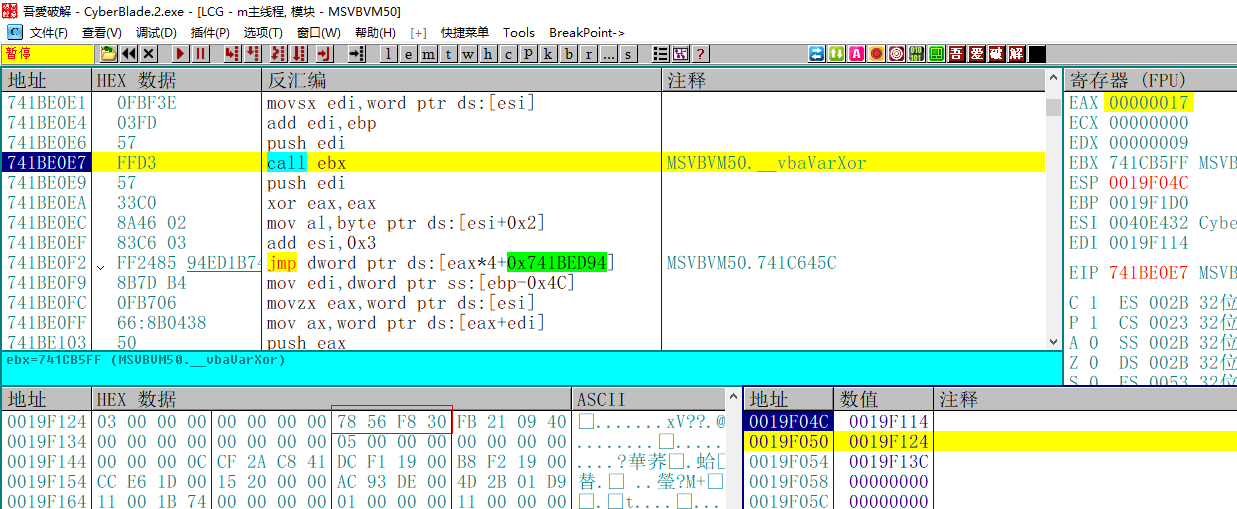 吾愛破解 - CyberBlade.2.exe - [LCG - m主线程, 模块 - MSVBVM50]
文件(F) 查看(V) 调试(D) 插件(P) 选项(T) 窗口(W) 帮助(H) [+] 快捷菜单 Tools BreakPoint->
暂停 l e m t w h c p k b r ... s ? 吾 爱 破 解
地址 HEX 数据 反汇编 注释 寄存器 (FPU)
741BE0E1 0FBF3E movsx edi,word ptr ds:[esi] EAX 00000017
741BE0E4 03FD add edi,ebp ECX 00000000
741BE0E6 57 push edi EDX 00000009
741BE0E7 FFD3 call ebx MSVBVM50.__vbaVarXor EBX 741CB5FF MSVB
741BE0E9 57 push edi ESP 0019F04C
741BE0EA 33C0 xor eax,eax EBP 0019F1D0
741BE0EC 8A46 02 mov al,byte ptr ds:[esi+0x2] ESI 0040E432 Cybe
741BE0EF 83C6 03 add esi,0x3 EDI 0019F114
741BE0F2 FF2485 94ED1B74 jmp dword ptr ds:[eax*4+0x741BED94] MSVBVM50.741C645C EIP 741BE0E7 MSVB
741BE0F9 8B7D B4 mov edi,dword ptr ss:[ebp-0x4C]
741BE0FC 0FB706 movzx eax,word ptr ds:[esi] C 1 ES 002B 32位
741BE0FF 66:8B0438 mov ax,word ptr ds:[eax+edi] P 1 CS 0023 32位
741BE103 50 push eax A 0 SS 002B 32位
ebx=741CB5FF (MSVBVM50.__vbaVarXor) Z 0 DS 002B 32位
S 0 FS 0053 32位
地址 HEX 数据 ASCII 地址 数值 注释
0019F124 03 00 00 00 00 00 00 00 78 56 F8 30 FB 21 09 40 □.......xV??.@ 0019F04C 0019F114
0019F134 00 00 00 00 00 00 00 00 05 00 00 00 00 00 00 00 ........□....... 0019F050 0019F124
0019F144 00 00 00 0C CF 2A C8 41 DC F1 19 00 B8 F2 19 00 0019F054 0019F13C
0019F154 CC E6 1D 00 15 20 00 00 AC 93 DE 00 4D 2B 01 D9 0019F058 00000000
0019F164 11 00 1B 74 00 00 00 00 01 00 00 00 11 00 00 00 0019F05C 00000000